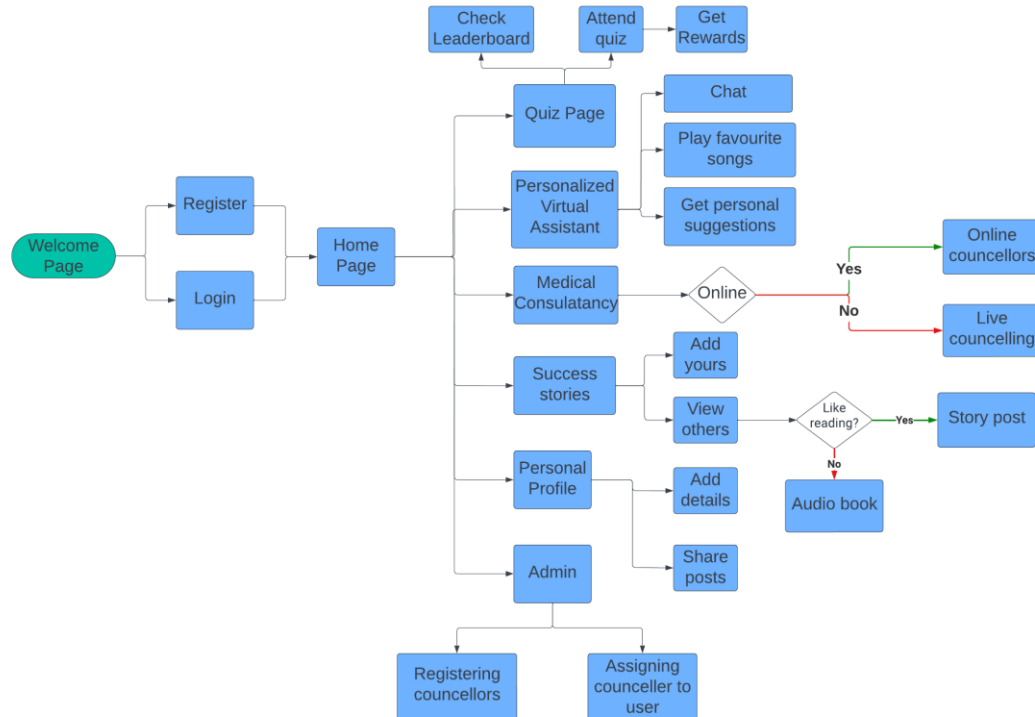 Check
Leaderboard
Attend
quiz
Get
Rewards
Quiz Page
Chat
Play favourite
songs
Personalized
Virtual
Assistant
Get personal
suggestions
Register
Welcome
Page
Login
Home
Page
Medical
Consulatancy
Online
Yes
No
Online
councellors
Live
councelling
Success
stories
Add
yours
View
others
Like
reading?
Yes
Story post
No
Audio book
Personal
Profile
Add
details
Share
posts
Admin
Registering
councellors
Assigning
counceller to
user